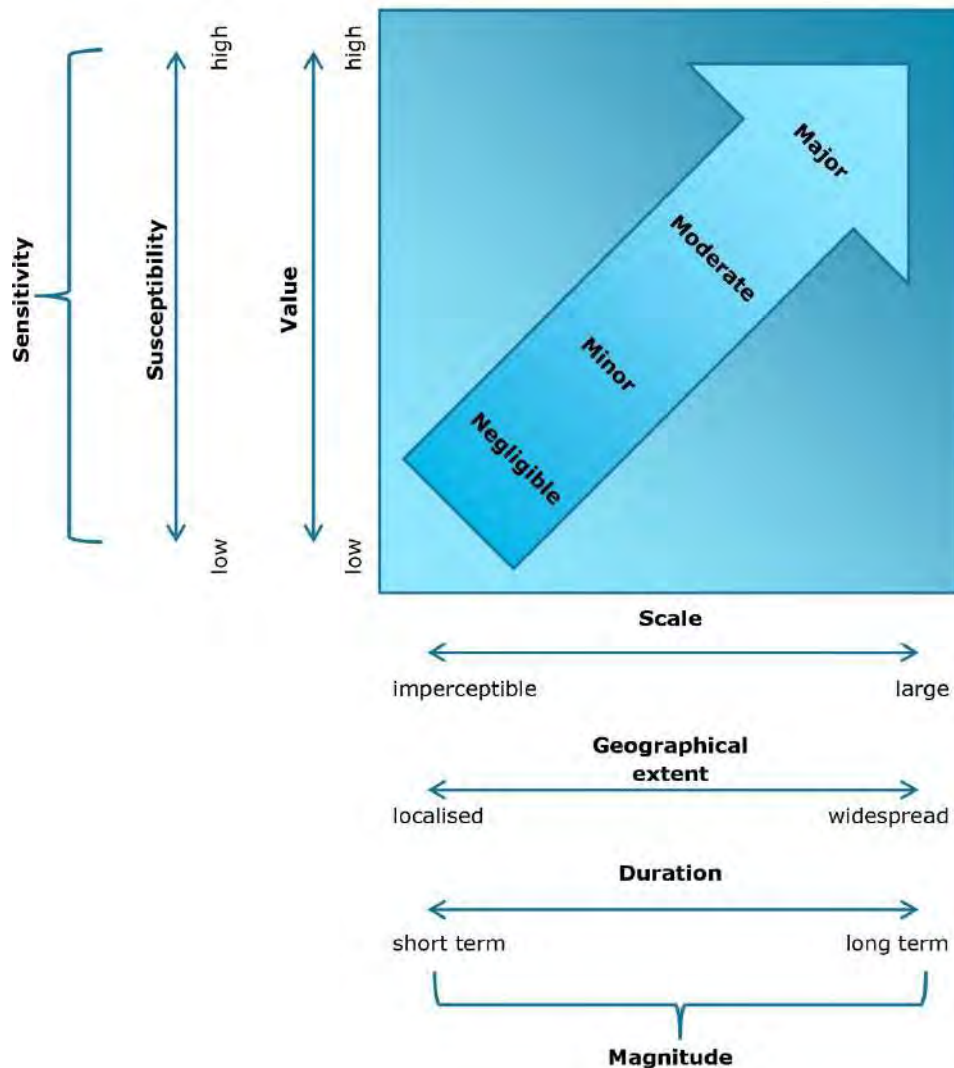 high
high
Sensitivity
Susceptibility
Value
low
low
Major
Moderate
Minor
Negligible
Scale
imperceptible
large
Geographical
extent
localised
widespread
Duration
short term
long term
Magnitude